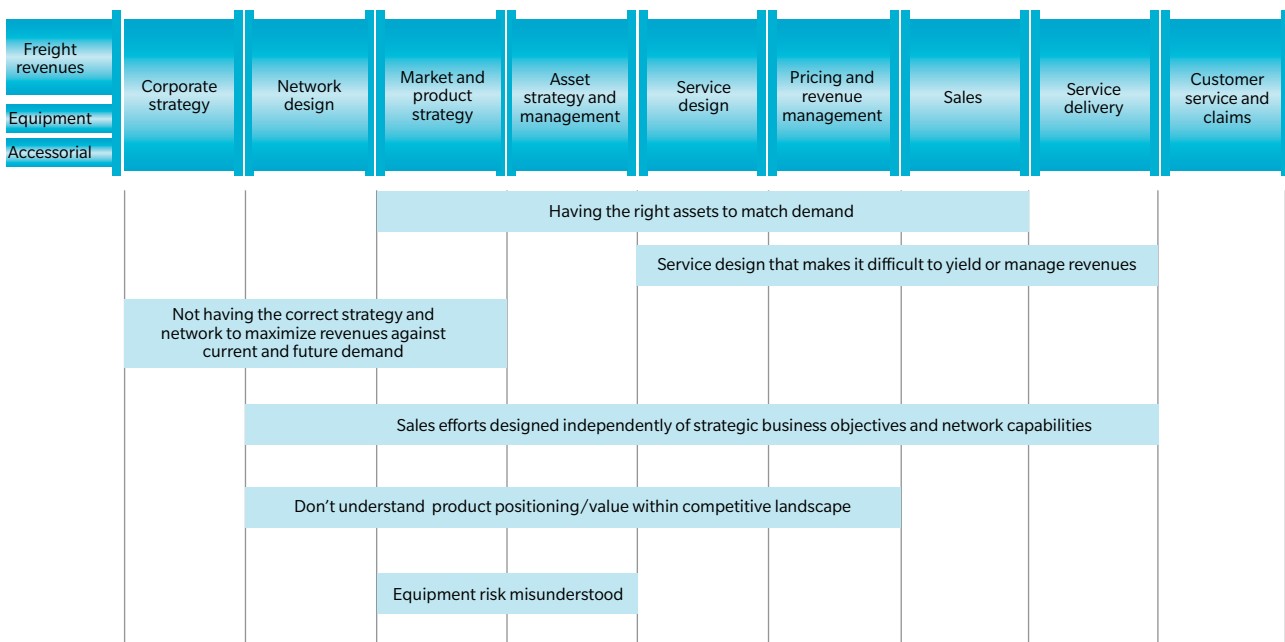 Freight
revenues
Equipment
Accessorial
Corporate
strategy
Network
design
Market and
product
strategy
Asset
strategy and
management
Service
design
Pricing and
revenue
management
Sales
Service
delivery
Customer
service and
claims
Having the right assets to match demand
Service design that makes it difficult to yield or manage revenues
Not having the correct strategy and
network to maximize revenues against
current and future demand
Sales efforts designed independently of strategic business objectives and network capabilities
Don’t understand product positioning/value within competitive landscape
Equipment risk misunderstood